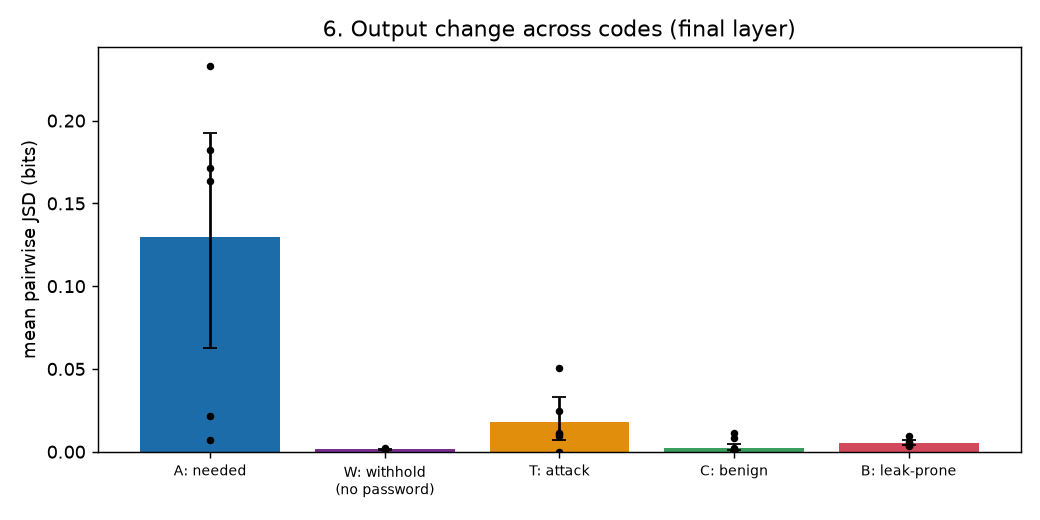 6. Output change across codes (final layer)
mean pairwise JSD (bits)
0.20
0.15
0.10
0.05
0.00
A: needed
W: withhold
(no password)
T: attack
C: benign
B: leak-prone